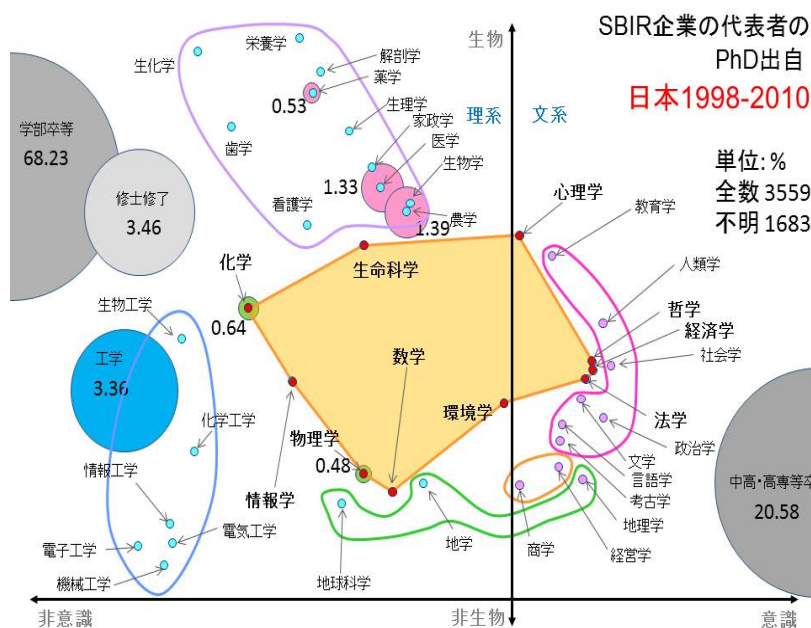 SBIR企業の代表者の
PhD出自
日本1998-2010
単位:%
全数 3559
不明 1683
生物
理系
文系
栄養学
生化学
解剖学
薬学
0.53
生理学
歯学
家政学
医学
生物学
1.33
看護学
農学
1.39
学部卒等
68.23
修士修了
3.46
心理学
教育学
人類学
生命科学
化学
0.64
生物工学
工学
3.36
哲学
経済学
社会学
数学
環境学
法学
化学工学
物理学
0.48
政治学
文学
言語学
考古学
情報工学
情報学
電気工学
電子工学
機械工学
地球科学
地学
商学
経営学
地理学
中高・高専等卒
20.58
非意識
非生物
意識